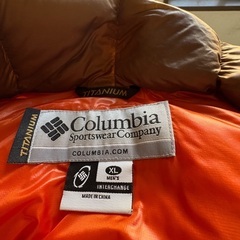 TITANIUM
Columbia
Sportswear Company
COLUMBIA.COM
TITANIUM
XL
MEN'S
INTERCHANGE
MADE IN CHINA